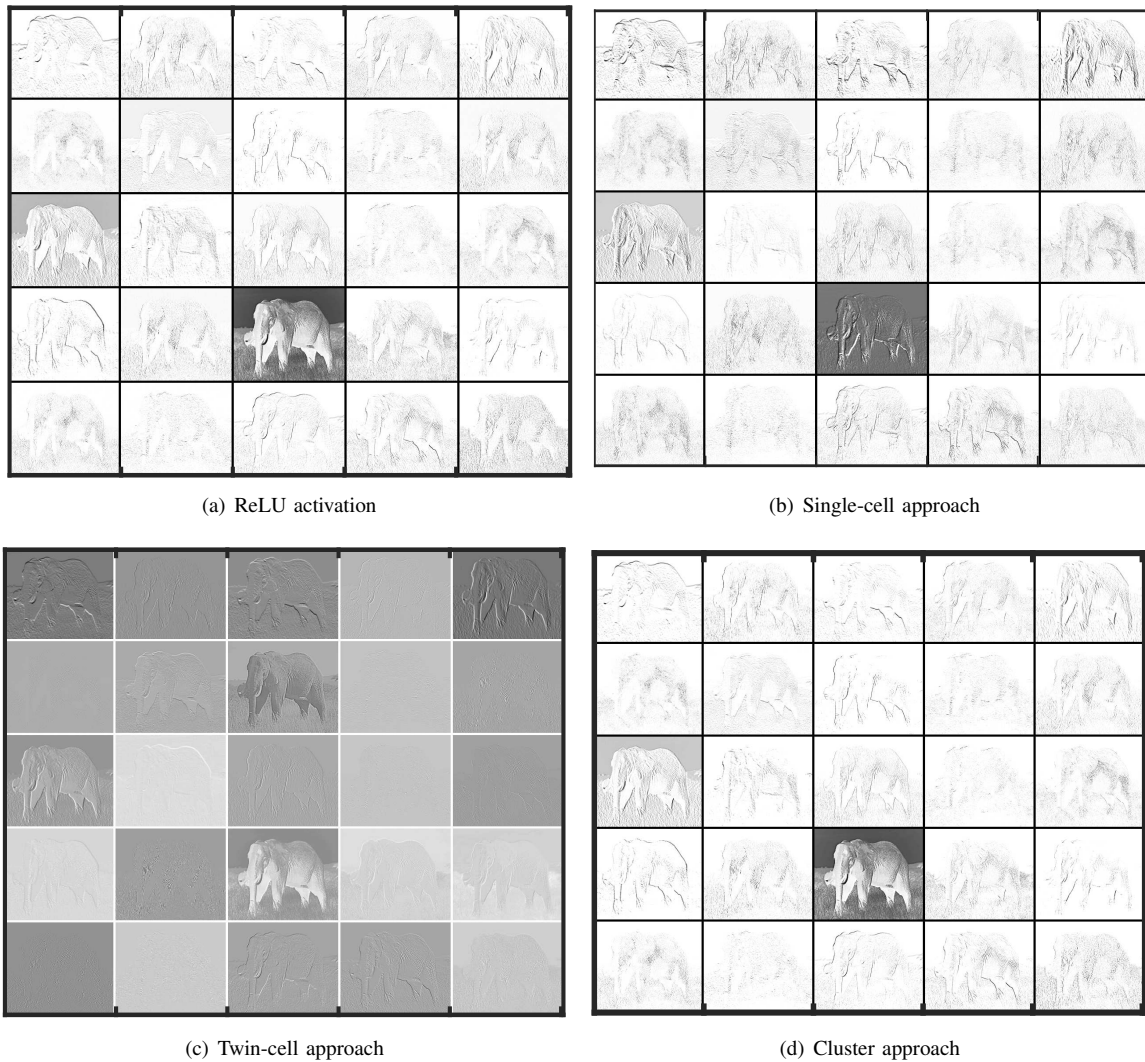 (a) ReLU activation
(b) Single-cell approach
(c) Twin-cell approach
(d) Cluster approach